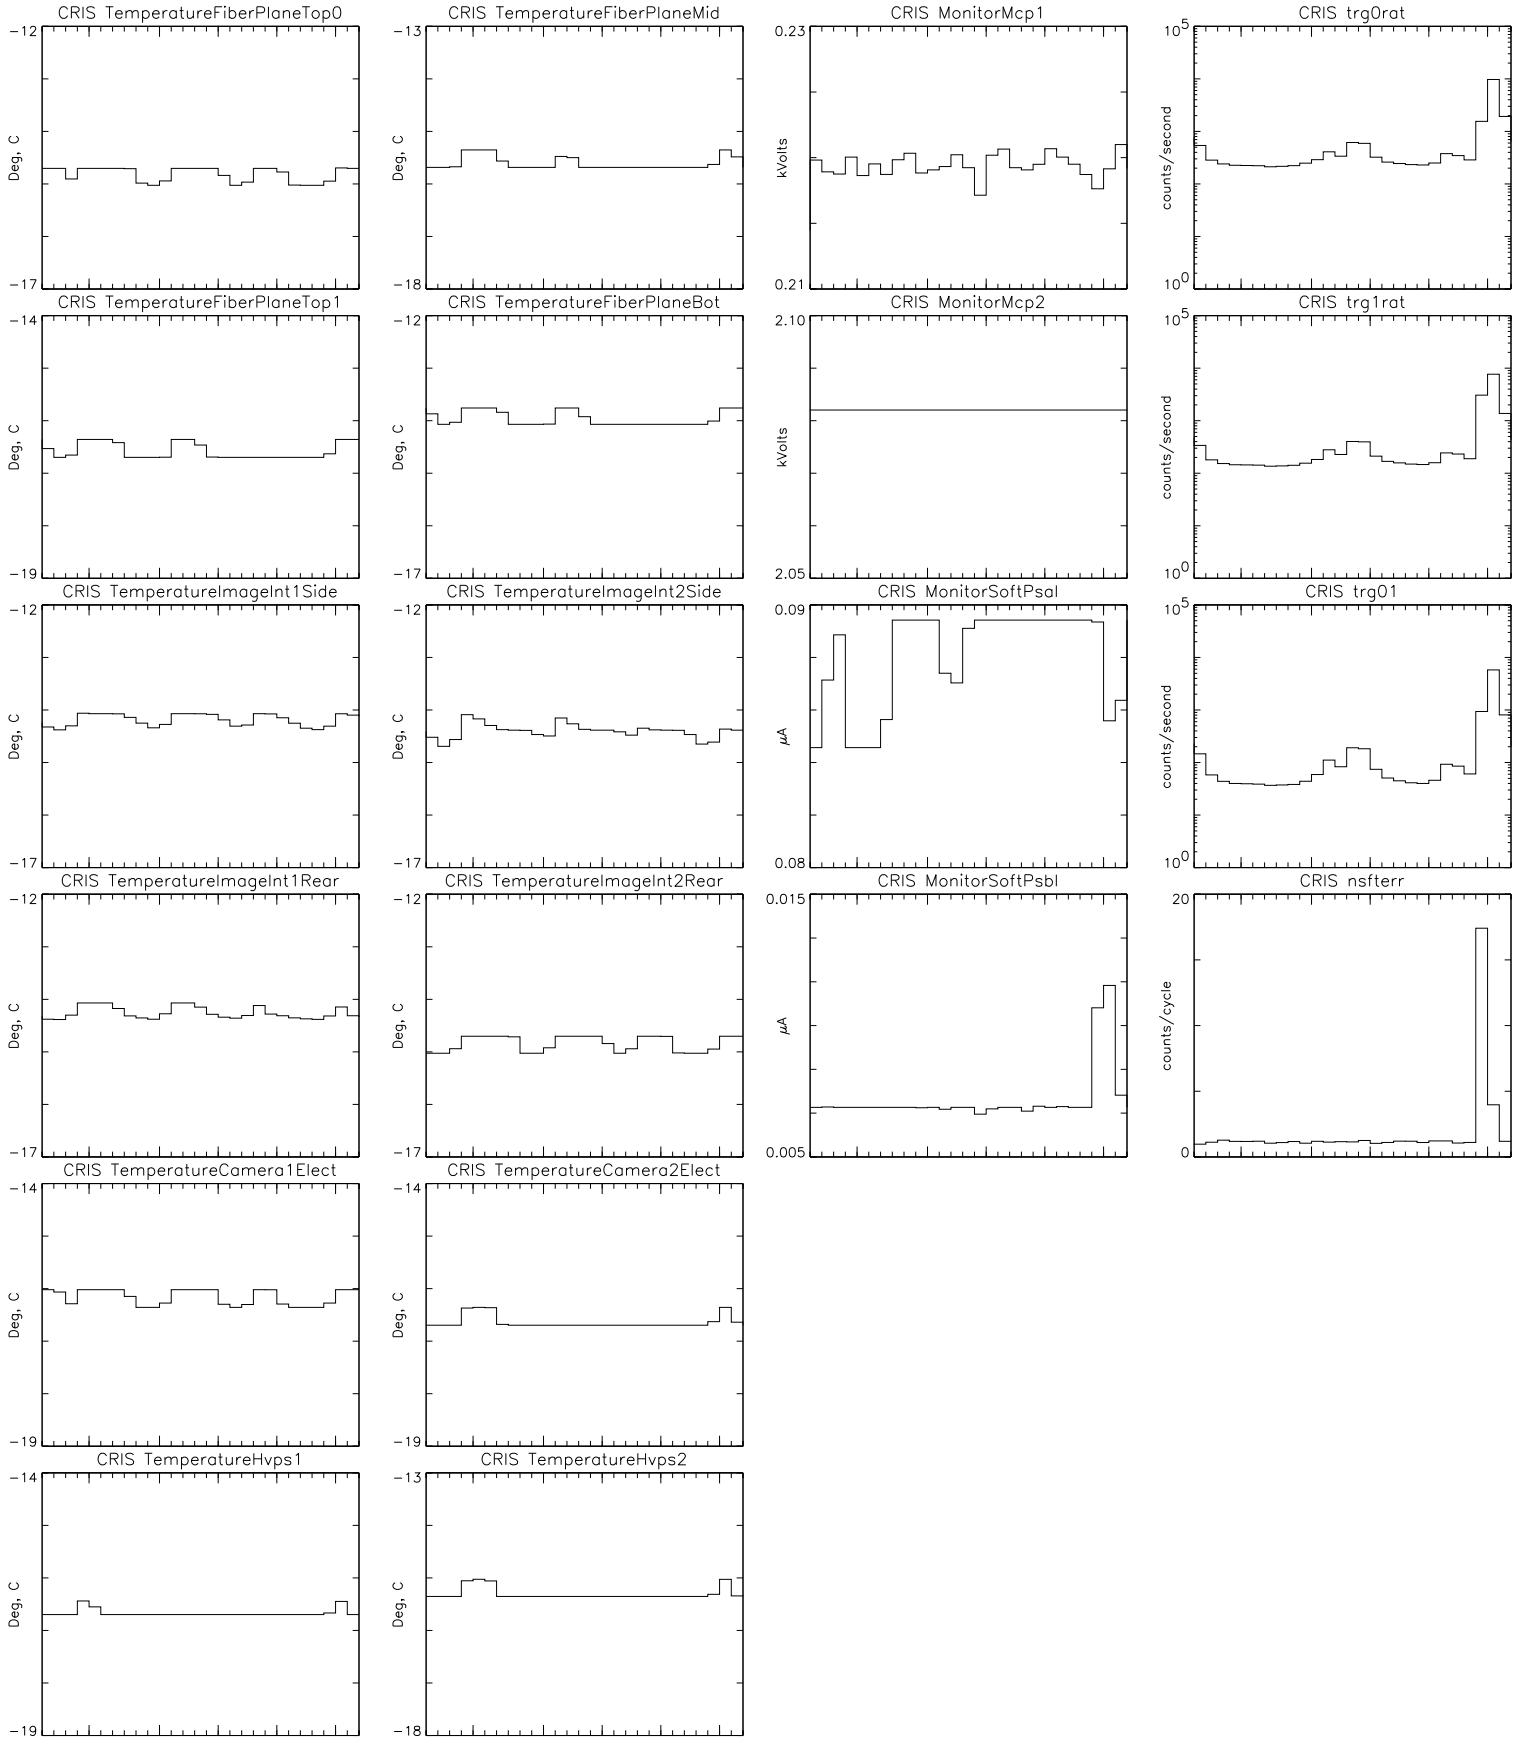 CRIS TemperatureFiberPlaneTop0
-12
Deg, C
-17
CRIS TemperatureFiberPlaneMid
-13
Deg, C
-18
CRIS MonitorMcp1
0.23
kVolts
0.21
CRIS trg0rat
10^5
counts/second
10^0
CRIS TemperatureFiberPlaneTop1
-14
Deg, C
-19
CRIS TemperatureFiberPlaneBot
-12
Deg, C
-17
CRIS MonitorMcp2
2.10
kVolts
2.05
CRIS trg1rat
10^5
counts/second
10^0
CRIS TemperatureImageInt1Side
-12
Deg, C
-17
CRIS TemperatureImageInt2Side
-12
Deg, C
-17
CRIS MonitorSoftPsaI
0.09
μA
0.08
CRIS trg01
10^5
counts/second
10^0
CRIS TemperatureImageInt1Rear
-12
Deg, C
-17
CRIS TemperatureImageInt2Rear
-12
Deg, C
-17
CRIS MonitorSoftPsbI
0.015
μA
0.005
CRIS nsfterr
20
counts/cycle
0
CRIS TemperatureCamera1Elect
-14
Deg, C
-19
CRIS TemperatureCamera2Elect
-14
Deg, C
-19
CRIS TemperatureHvps1
-14
Deg, C
-19
CRIS TemperatureHvps2
-13
Deg, C
-18